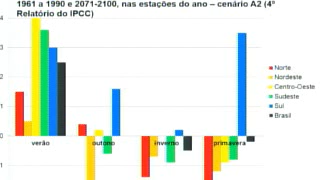 1961 a 1990 e 2071-2100, nas estações do ano – cenário A2 (4º
Relatório do IPCC)
4
3
2
1
0
1
verão
outono
inverno
primavera
Norte
Nordeste
Centro-Oeste
Sudeste
Sul
Brasil